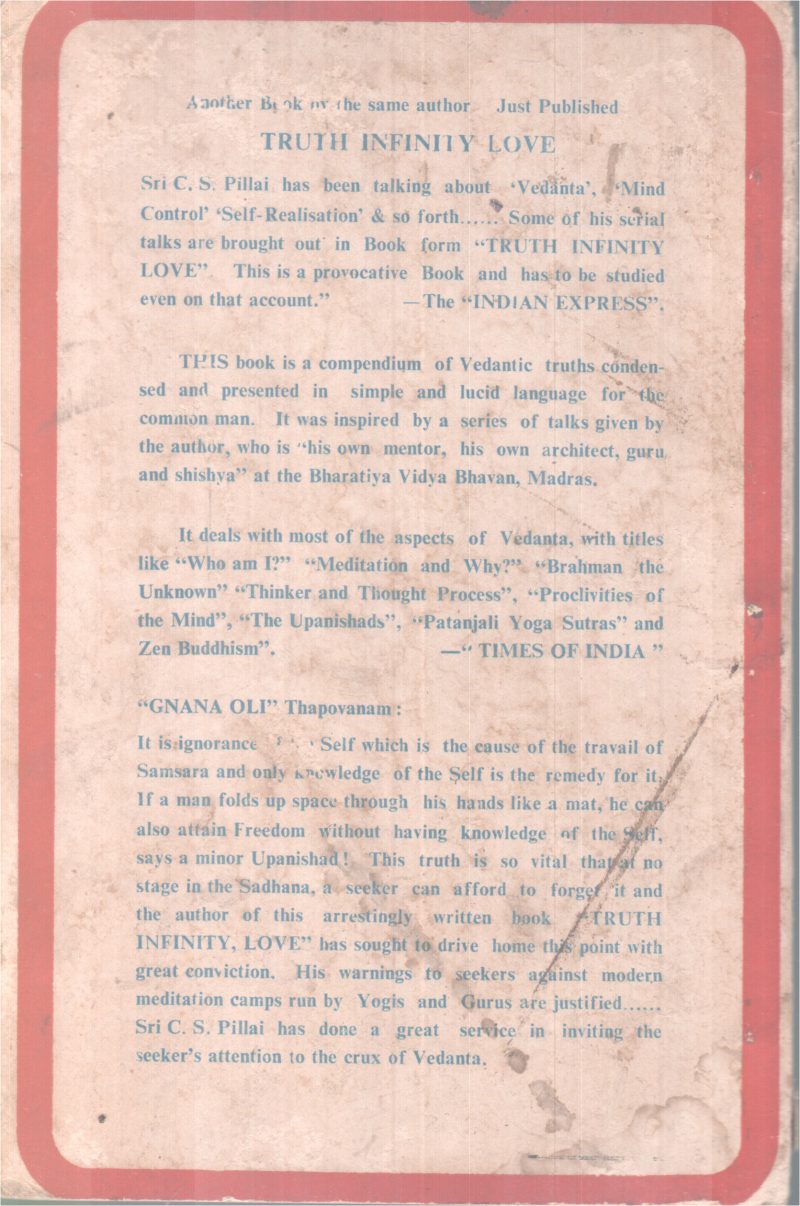 Another Book by the same author Just Published
TRUTH INFINITY LOVE
Sri C. S. Pillai has been talking about ‘Vedanta’, ‘Mind
Control’ ‘Self-Realisation’ & so forth...... Some of his serial
talks are brought out in Book form “TRUTH INFINITY
LOVE”. This is a provocative Book and has to be studied
even on that account.” —The “INDIAN EXPRESS”.
THIS book is a compendium of Vedantic truths conden-
sed and presented in simple and lucid language for the
common man. It was inspired by a series of talks given by
the author, who is “his own mentor, his own architect, guru
and shishya” at the Bharatiya Vidya Bhavan, Madras.
It deals with most of the aspects of Vedanta, with titles
like “Who am I?” “Meditation and Why?” “Brahman the
Unknown” “Thinker and Thought Process”, “Proclivities of
the Mind”, “The Upanishads”, “Patanjali Yoga Sutras” and
Zen Buddhism”. —“ TIMES OF INDIA ”
“GNANA OLI” Thapovanam :
It is ignorance Self which is the cause of the travail of
Samsara and only knowledge of the Self is the remedy for it.
If a man folds up space through his hands like a mat, he can
also attain Freedom without having knowledge of the Self,
says a minor Upanishad ! This truth is so vital that at no
stage in the Sadhana, a seeker can afford to forget it and
the author of this arrestingly written book “TRUTH
INFINITY, LOVE” has sought to drive home this point with
great conviction. His warnings to seekers against modern
meditation camps run by Yogis and Gurus are justified......
Sri C. S. Pillai has done a great service in inviting the
seeker’s attention to the crux of Vedanta.